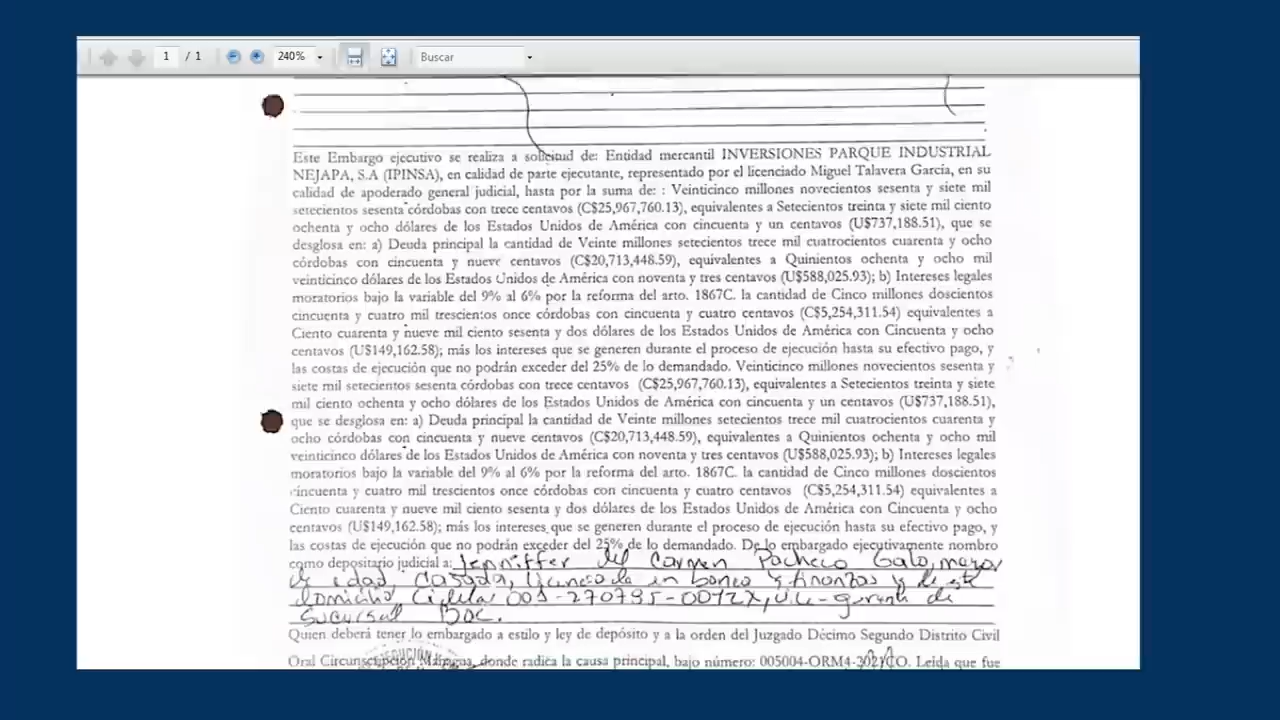 1 / 1 240% Buscar
Este Embargo ejecutivo se realiza a solicitud de: Entidad mercantil INVERSIONES PARQUE INDUSTRIAL
NEJAPA, S.A (IPINSA), en calidad de parte ejecutante, representado por el licenciado Miguel Talavera García, en su
calidad de apoderado general judicial, hasta por la suma de: : Veinticinco millones novecientos sesenta y siete mil
setecientos sesenta córdobas con trece centavos (C$25,967,760.13), equivalentes a Setecientos treinta y siete mil ciento
ochenta y ocho dólares de los Estados Unidos de América con cincuenta y un centavos (U$737,188.51), que se
desglosa en: a) Deuda principal la cantidad de Veinte millones setecientos trece mil cuatrocientos cuarenta y ocho
córdobas con cincuenta y nueve centavos (C$20,713,448.59), equivalentes a Quinientos ochenta y ocho mil
veinticinco dólares de los Estados Unidos de América con noventa y tres centavos (U$588,025.93); b) Intereses legales
moratorios bajo la variable del 9% al 6% por la reforma del arto. 1867C. la cantidad de Cinco millones doscientos
cincuenta y cuatro mil trescientos once córdobas con cincuenta y cuatro centavos (C$5,254,311.54) equivalentes a
Ciento cuarenta y nueve mil ciento sesenta y dos dólares de los Estados Unidos de América con Cincuenta y ocho
centavos (U$149,162.58); más los intereses que se generen durante el proceso de ejecución hasta su efectivo pago, y
las costas de ejecución que no podrán exceder del 25% de lo demandado. Veinticinco millones novecientos sesenta y
siete mil setecientos sesenta córdobas con trece centavos (C$25,967,760.13), equivalentes a Setecientos treinta y siete
mil ciento ochenta y ocho dólares de los Estados Unidos de América con cincuenta y un centavos (U$737,188.51),
que se desglosa en: a) Deuda principal la cantidad de Veinte millones setecientos trece mil cuatrocientos cuarenta y
ocho córdobas con cincuenta y nueve centavos (C$20,713,448.59), equivalentes a Quinientos ochenta y ocho mil
veinticinco dólares de los Estados Unidos de América con noventa y tres centavos (U$588,025.93); b) Intereses legales
moratorios bajo la variable del 9% al 6% por la reforma del arto. 1867C. la cantidad de Cinco millones doscientos
cincuenta y cuatro mil trescientos once córdobas con cincuenta y cuatro centavos (C$5,254,311.54) equivalentes a
Ciento cuarenta y nueve mil ciento sesenta y dos dólares de los Estados Unidos de América con Cincuenta y ocho
centavos (U$149,162.58); más los intereses que se generen durante el proceso de ejecución hasta su efectivo pago, y
las costas de ejecución que no podrán exceder del 25% de lo demandado. De lo embargado ejecutivamente nombro
como depositario judicial a: Jenniffer del Carmen Pacheco Galo, mayor
de edad, casada, licenciada en banca y finanzas y de este
domicilio Cédula 001-270795-0012X, gerente de
Sucursal
Quien deberá tener lo embargado a estilo y ley de depósito y a la orden del Juzgado Décimo Segundo Distrito Civil
Oral Circunscripción Managua, donde radica la causa principal, bajo número: 005004-ORM4-2021CO. Leída que fue